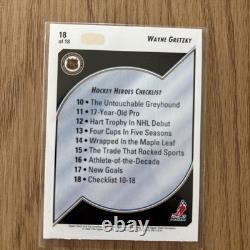 18
of 18
WAYNE GRETZKY
HOCKEY HEROES CHECKLIST
10 • The Untouchable Greyhound
11 • 17-Year-Old Pro
12 • Hart Trophy In NHL Debut
13 • Four Cups In Five Seasons
14 • Wrapped In the Maple Leaf
15 • The Trade That Rocked Sports
16 • Athlete-of-the-Decade
17 • New Goals
18 • Checklist 10-18